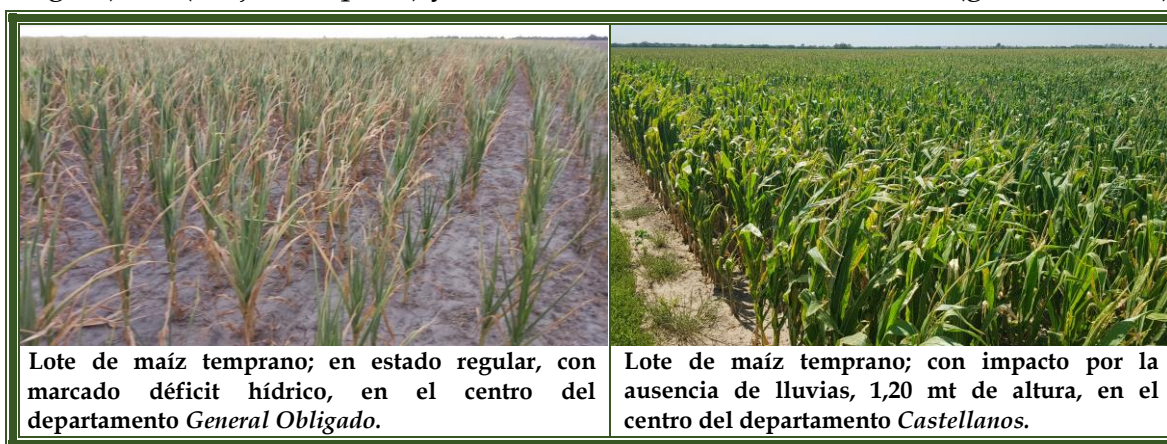 Lote de maíz temprano; en estado regular, con
marcado déficit hídrico, en el centro del
departamento General Obligado.
Lote de maíz temprano; con impacto por la
ausencia de lluvias, 1,20 mt de altura, en el
centro del departamento Castellanos.